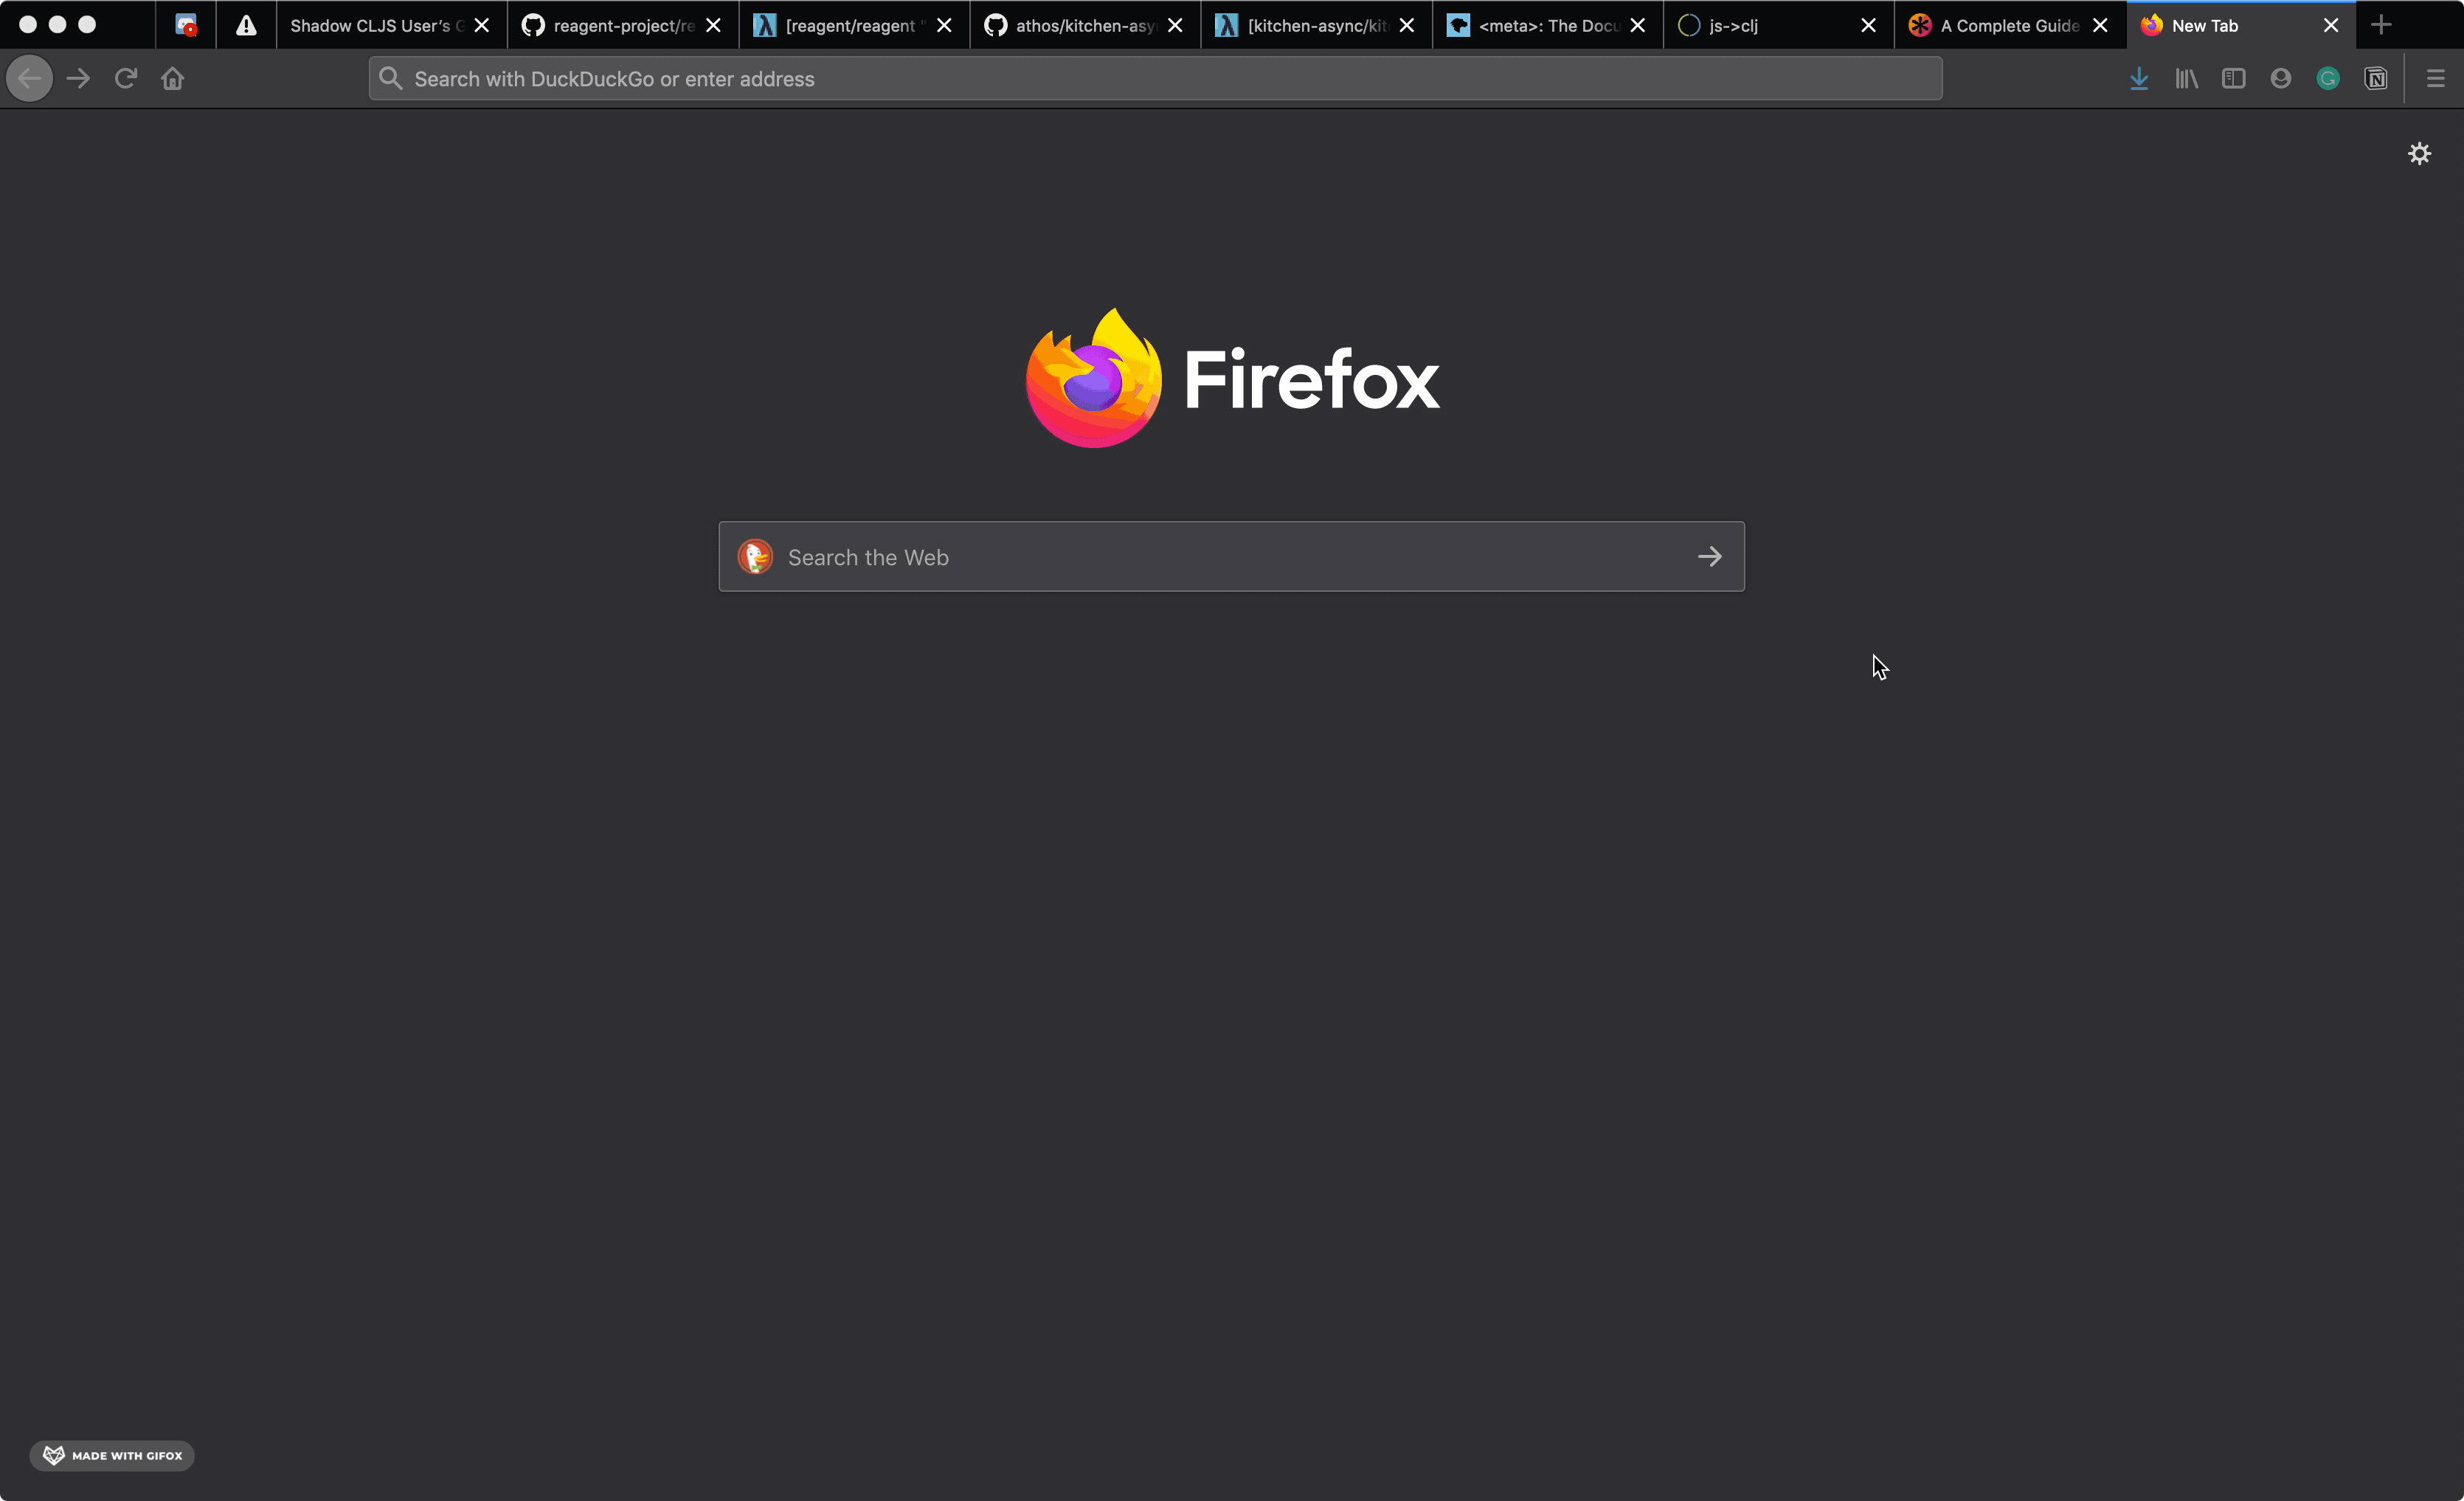 Shadow CLJS User's G
reagent-project/re
[reagent/reagent "
athos/kitchen-asy
[kitchen-async/kit
<meta>: The Docu
js->clj
A Complete Guide
New Tab
Search with DuckDuckGo or enter address
Firefox
Search the Web
MADE WITH GIFOX